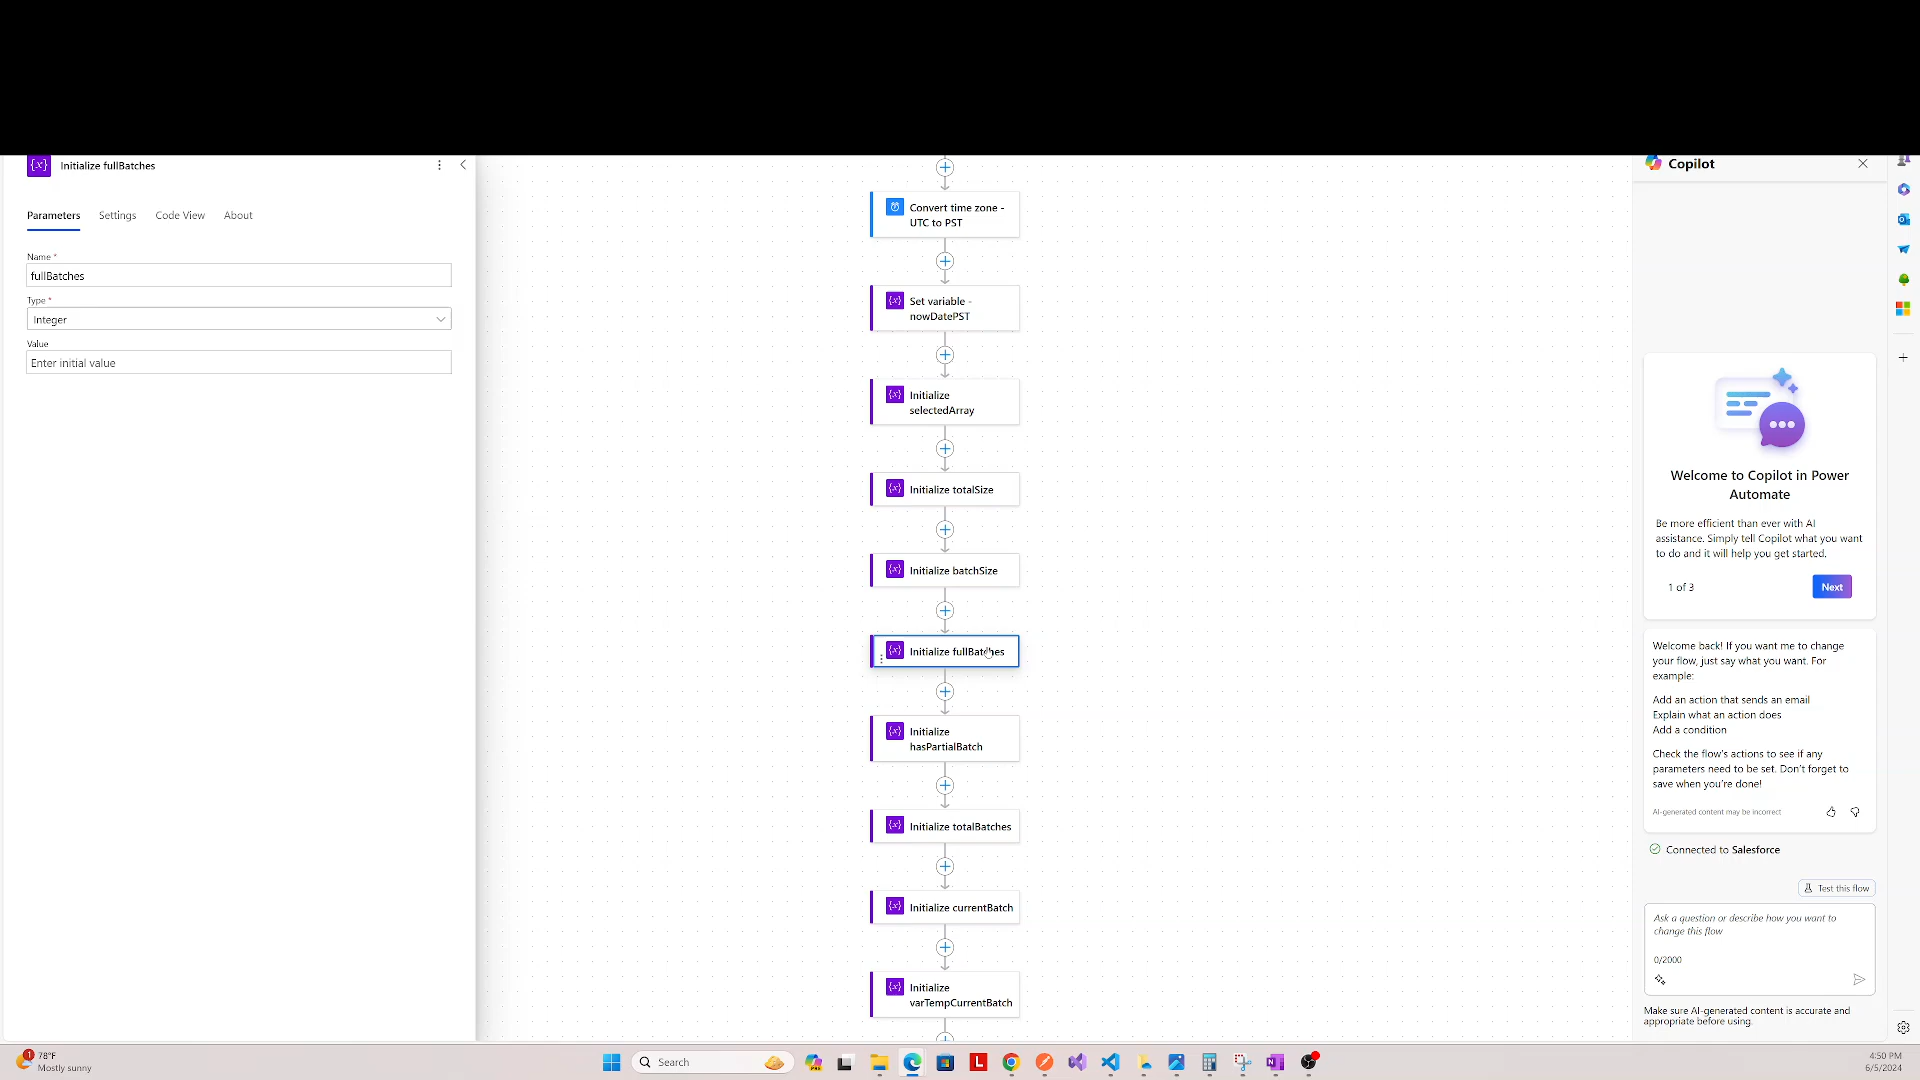 Initialize fullBatches
Parameters Settings Code View About
Name *
fullBatches
Type *
Integer
Value
Enter initial value
Convert time zone -
UTC to PST
Set variable -
nowDatePST
Initialize
selectedArray
Initialize totalSize
Initialize batchSize
Initialize fullBatches
Initialize
hasPartialBatch
Initialize totalBatches
Initialize currentBatch
Initialize
varTempCurrentBatch
Copilot
Welcome to Copilot in Power
Automate
Be more efficient than ever with AI
assistance. Simply tell Copilot what you want
to do and it will help you get started.
1 of 3 Next
Welcome back! If you want me to change
your flow, just say what you want. For
example:
Add an action that sends an email
Explain what an action does
Add a condition
Check the flow's actions to see if any
parameters need to be set. Don't forget to
save when you're done!
AI-generated content may be incorrect
Connected to Salesforce
Test this flow
Ask a question or describe how you want to
change this flow
0/2000
Make sure AI-generated content is accurate and
appropriate before using.
1 78°F
Mostly sunny
Search
4:50 PM
6/5/2024